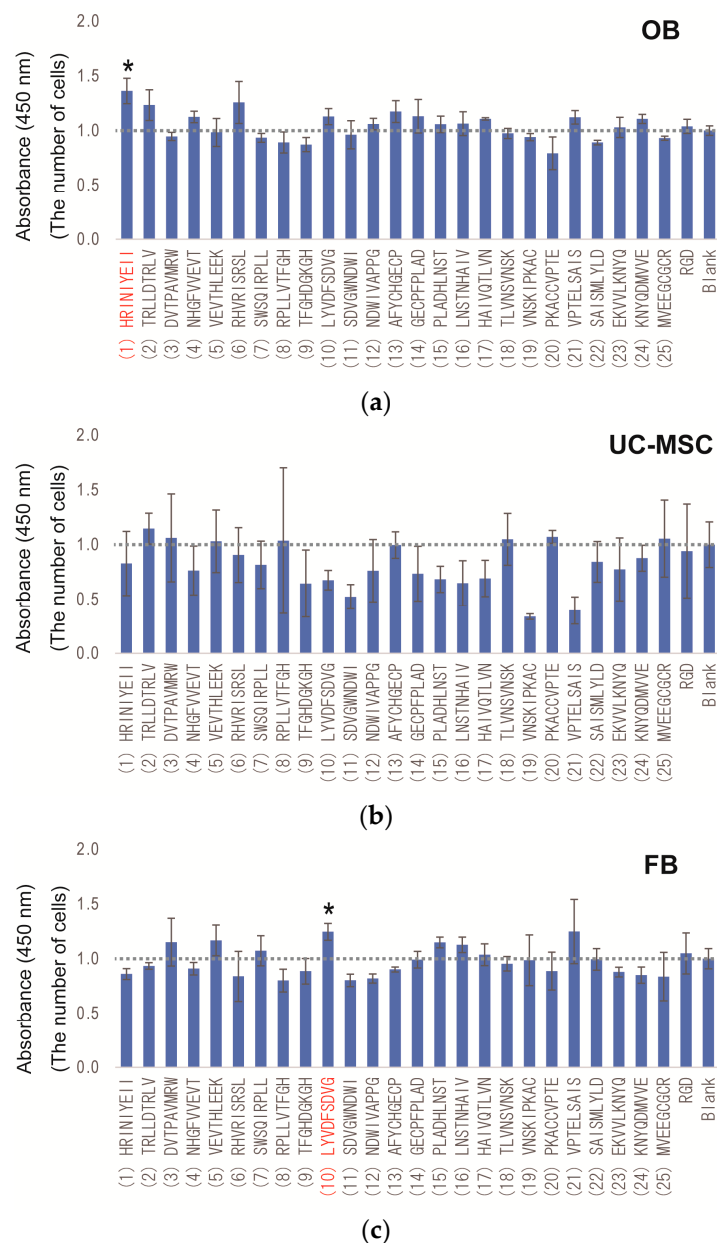 OB
Absorbance (450 nm)
(The number of cells)
2.0
1.5
1.0
0.5
0.0
*
(1) HRINIYEII
(2) TRLLDTRLV
(3) DVTPAVMRW
(4) NHGFVVEVT
(5) VEVTHLEEK
(6) RHVRISRSL
(7) SWSQIRPLL
(8) RPLLVTFGH
(9) TFGHDGKGH
(10) LYVDFSDVG
(11) SDVGWNDWI
(12) NDWIVAPPG
(13) AFYCHGECP
(14) GECPFPLAD
(15) PLADHLNST
(16) LNSTNHAIV
(17) HAIVQTLVN
(18) TLVNSVNSK
(19) VNSKIPKAC
(20) PKACCVPTE
(21) VPTELSAIS
(22) SAISMLYLD
(23) EKVVLKNYQ
(24) KNYQDMVVE
(25) MVEEGCGCR
RGD
Blank
(a)
UC-MSC
Absorbance (450 nm)
(The number of cells)
2.0
1.5
1.0
0.5
0.0
(1) HRINIYEII
(2) TRLLDTRLV
(3) DVTPAVMRW
(4) NHGFVVEVT
(5) VEVTHLEEK
(6) RHVRISRSL
(7) SWSQIRPLL
(8) RPLLVTFGH
(9) TFGHDGKGH
(10) LYVDFSDVG
(11) SDVGWNDWI
(12) NDWIVAPPG
(13) AFYCHGECP
(14) GECPFPLAD
(15) PLADHLNST
(16) LNSTNHAIV
(17) HAIVQTLVN
(18) TLVNSVNSK
(19) VNSKIPKAC
(20) PKACCVPTE
(21) VPTELSAIS
(22) SAISMLYLD
(23) EKVVLKNYQ
(24) KNYQDMVVE
(25) MVEEGCGCR
RGD
Blank
(b)
FB
Absorbance (450 nm)
(The number of cells)
2.0
1.5
1.0
0.5
0.0
*
(1) HRINIYEII
(2) TRLLDTRLV
(3) DVTPAVMRW
(4) NHGFVVEVT
(5) VEVTHLEEK
(6) RHVRISRSL
(7) SWSQIRPLL
(8) RPLLVTFGH
(9) TFGHDGKGH
(10) LYVDFSDVG
(11) SDVGWNDWI
(12) NDWIVAPPG
(13) AFYCHGECP
(14) GECPFPLAD
(15) PLADHLNST
(16) LNSTNHAIV
(17) HAIVQTLVN
(18) TLVNSVNSK
(19) VNSKIPKAC
(20) PKACCVPTE
(21) VPTELSAIS
(22) SAISMLYLD
(23) EKVVLKNYQ
(24) KNYQDMVVE
(25) MVEEGCGCR
RGD
Blank
(c)